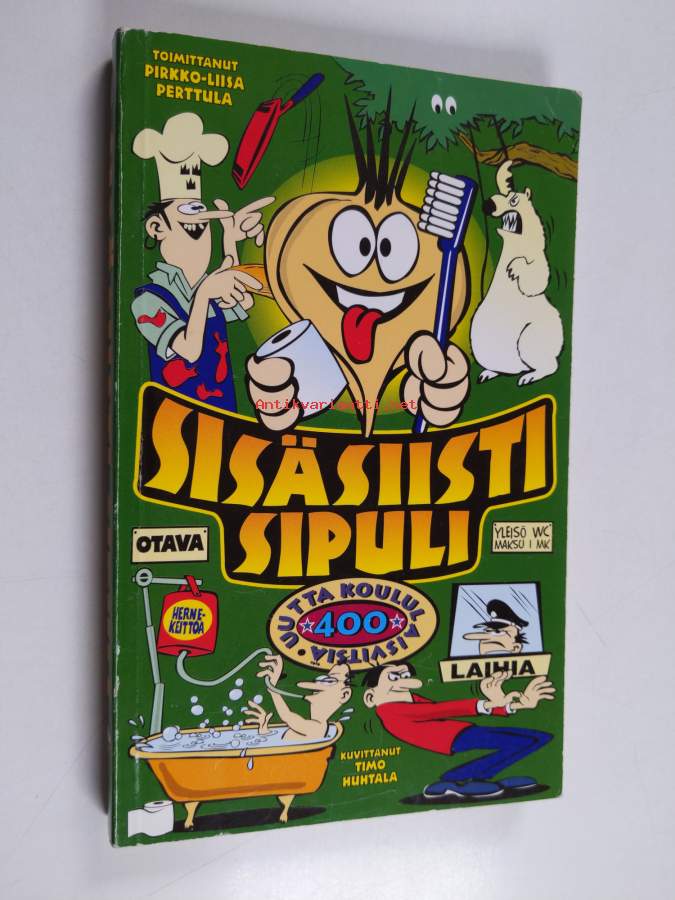 TOIMITTANUT
PIRKKO-LIISA
PERTTULA
Antikvariaatti.net
SISÄSIISTI
SIPULI
OTAVA
YLEISÖ WC
MAKSU 1 MK
HERNE-
KEITTOA
UUTTA KOULULAISVITSIÄ
400
LAIHIA
KUVITTANUT
TIMO
HUHTALA